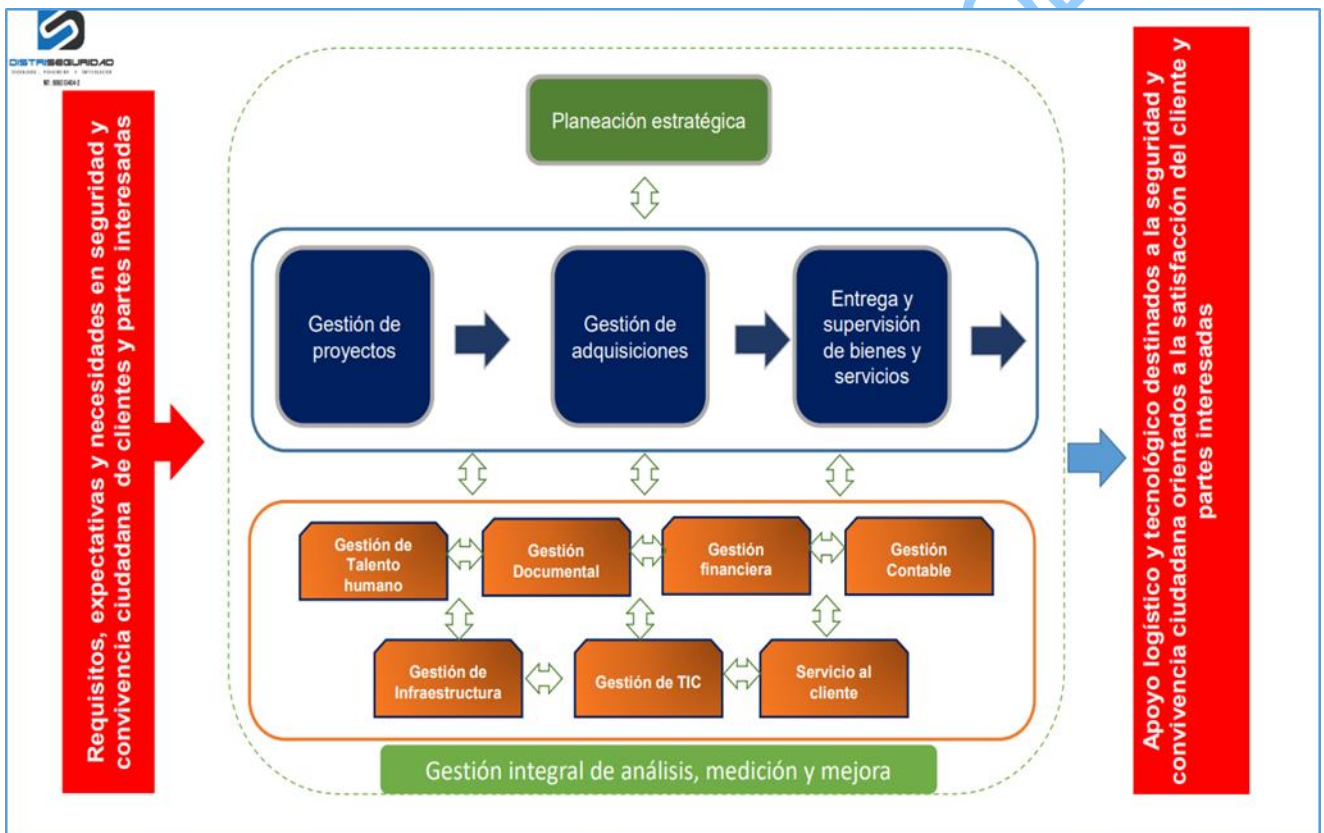 DISTRISEGURIDAD
Requisitos, expectativas y necesidades en seguridad y
convivencia ciudadana de clientes y partes interesadas
Planeación estratégica
Gestión de
proyectos
Gestión de
adquisiciones
Entrega y
supervisión
de bienes y
servicios
Gestión de
Talento
humano
Gestión
Documental
Gestión
financiera
Gestión
Contable
Gestión de
Infraestructura
Gestión de TIC
Servicio al
cliente
Gestión integral de análisis, medición y mejora
Apoyo logístico y tecnológico destinados a la seguridad y
convivencia ciudadana orientados a la satisfacción del cliente y
partes interesadas